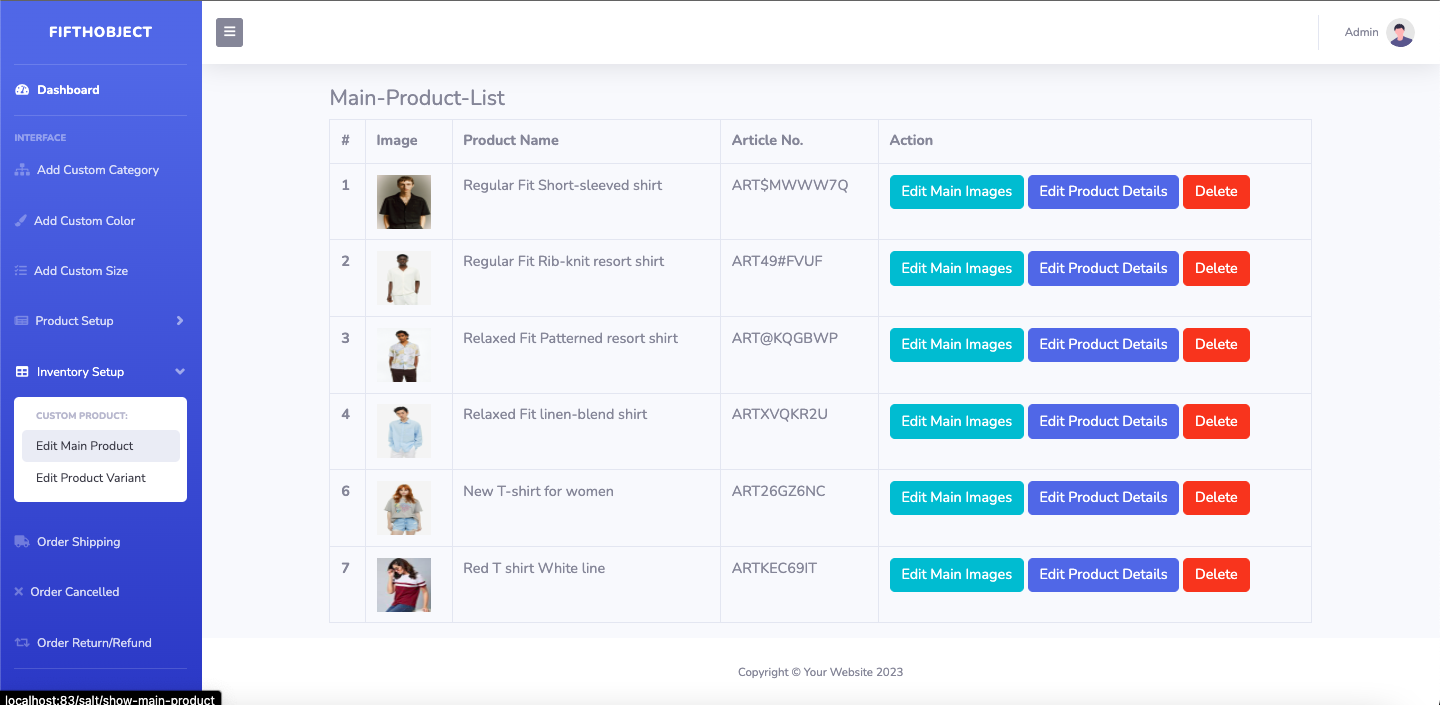 FIFTHOBJECT
Dashboard
INTERFACE
Add Custom Category
Add Custom Color
Add Custom Size
Product Setup
Inventory Setup
CUSTOM PRODUCT:
Edit Main Product
Edit Product Variant
Order Shipping
Order Cancelled
Order Return/Refund
localhost:83/salt/show-main-product
Admin
Main-Product-List
# Image Product Name Article No. Action
1 Regular Fit Short-sleeved shirt ART$MWWW7Q Edit Main Images Edit Product Details Delete
2 Regular Fit Rib-knit resort shirt ART49#FVUF Edit Main Images Edit Product Details Delete
3 Relaxed Fit Patterned resort shirt ART@KQGBWP Edit Main Images Edit Product Details Delete
4 Relaxed Fit linen-blend shirt ARTXVQKR2U Edit Main Images Edit Product Details Delete
6 New T-shirt for women ART26GZ6NC Edit Main Images Edit Product Details Delete
7 Red T shirt White line ARTKEC69IT Edit Main Images Edit Product Details Delete
Copyright © Your Website 2023